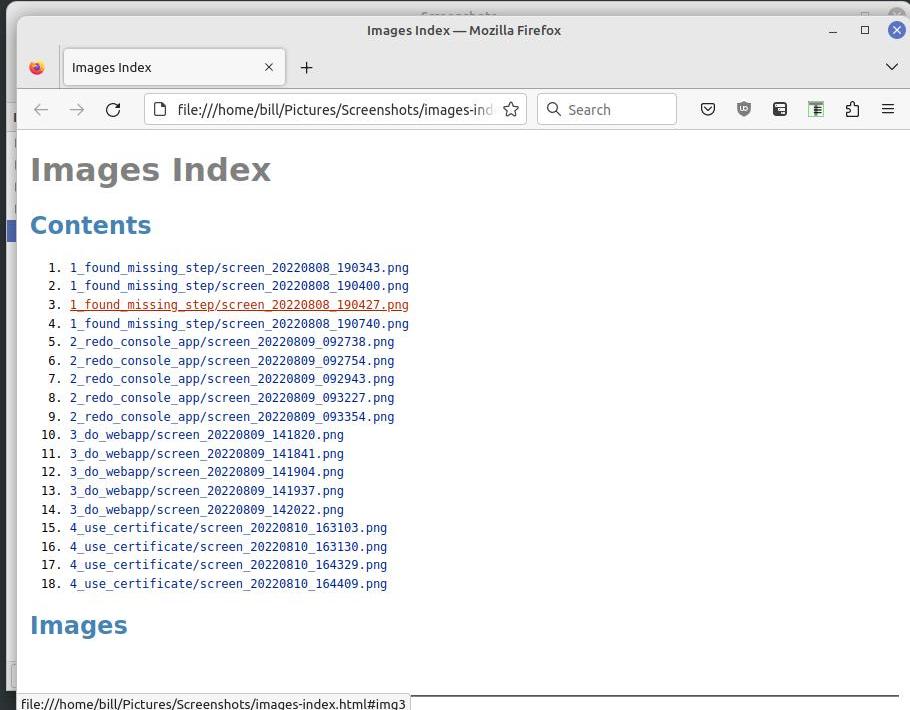 Screenshots
Images Index — Mozilla Firefox
Images Index
file:///home/bill/Pictures/Screenshots/images-ind
Search
Images Index
Contents
1. 1_found_missing_step/screen_20220808_190343.png
2. 1_found_missing_step/screen_20220808_190400.png
3. 1_found_missing_step/screen_20220808_190427.png
4. 1_found_missing_step/screen_20220808_190740.png
5. 2_redo_console_app/screen_20220809_092738.png
6. 2_redo_console_app/screen_20220809_092754.png
7. 2_redo_console_app/screen_20220809_092943.png
8. 2_redo_console_app/screen_20220809_093227.png
9. 2_redo_console_app/screen_20220809_093354.png
10. 3_do_webapp/screen_20220809_141820.png
11. 3_do_webapp/screen_20220809_141841.png
12. 3_do_webapp/screen_20220809_141904.png
13. 3_do_webapp/screen_20220809_141937.png
14. 3_do_webapp/screen_20220809_142022.png
15. 4_use_certificate/screen_20220810_163103.png
16. 4_use_certificate/screen_20220810_163130.png
17. 4_use_certificate/screen_20220810_164329.png
18. 4_use_certificate/screen_20220810_164409.png
Images
file:///home/bill/Pictures/Screenshots/images-index.html#img3